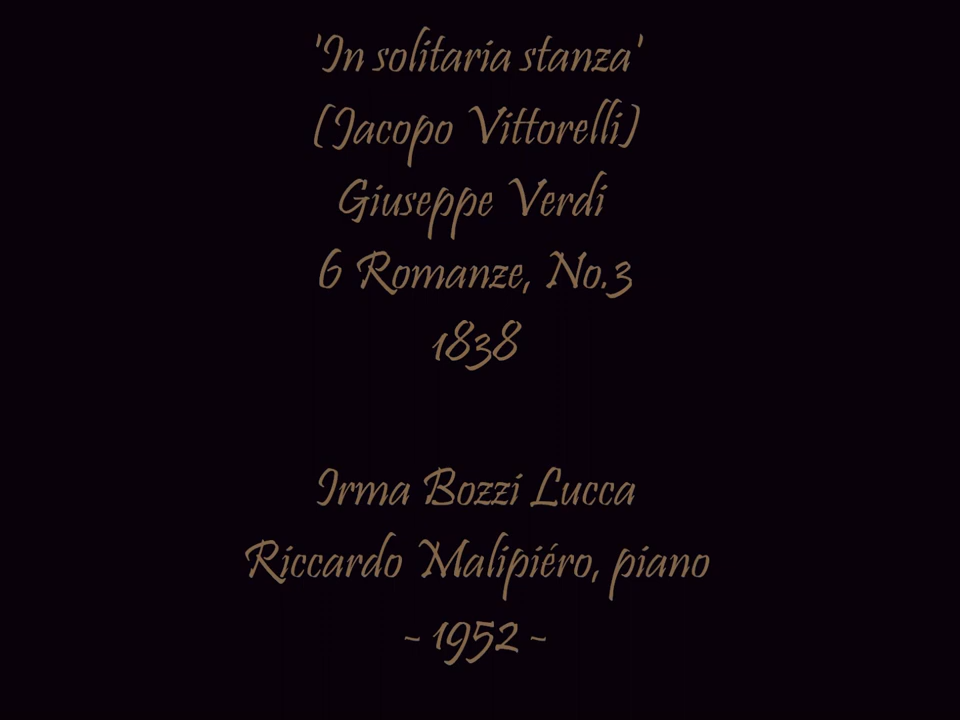 'In solitaria stanza'
(Jacopo Vittorelli)
Giuseppe Verdi
6 Romanze, No.3
1838
Irma Bozzi Lucca
Riccardo Malipiéro, piano
- 1952 -